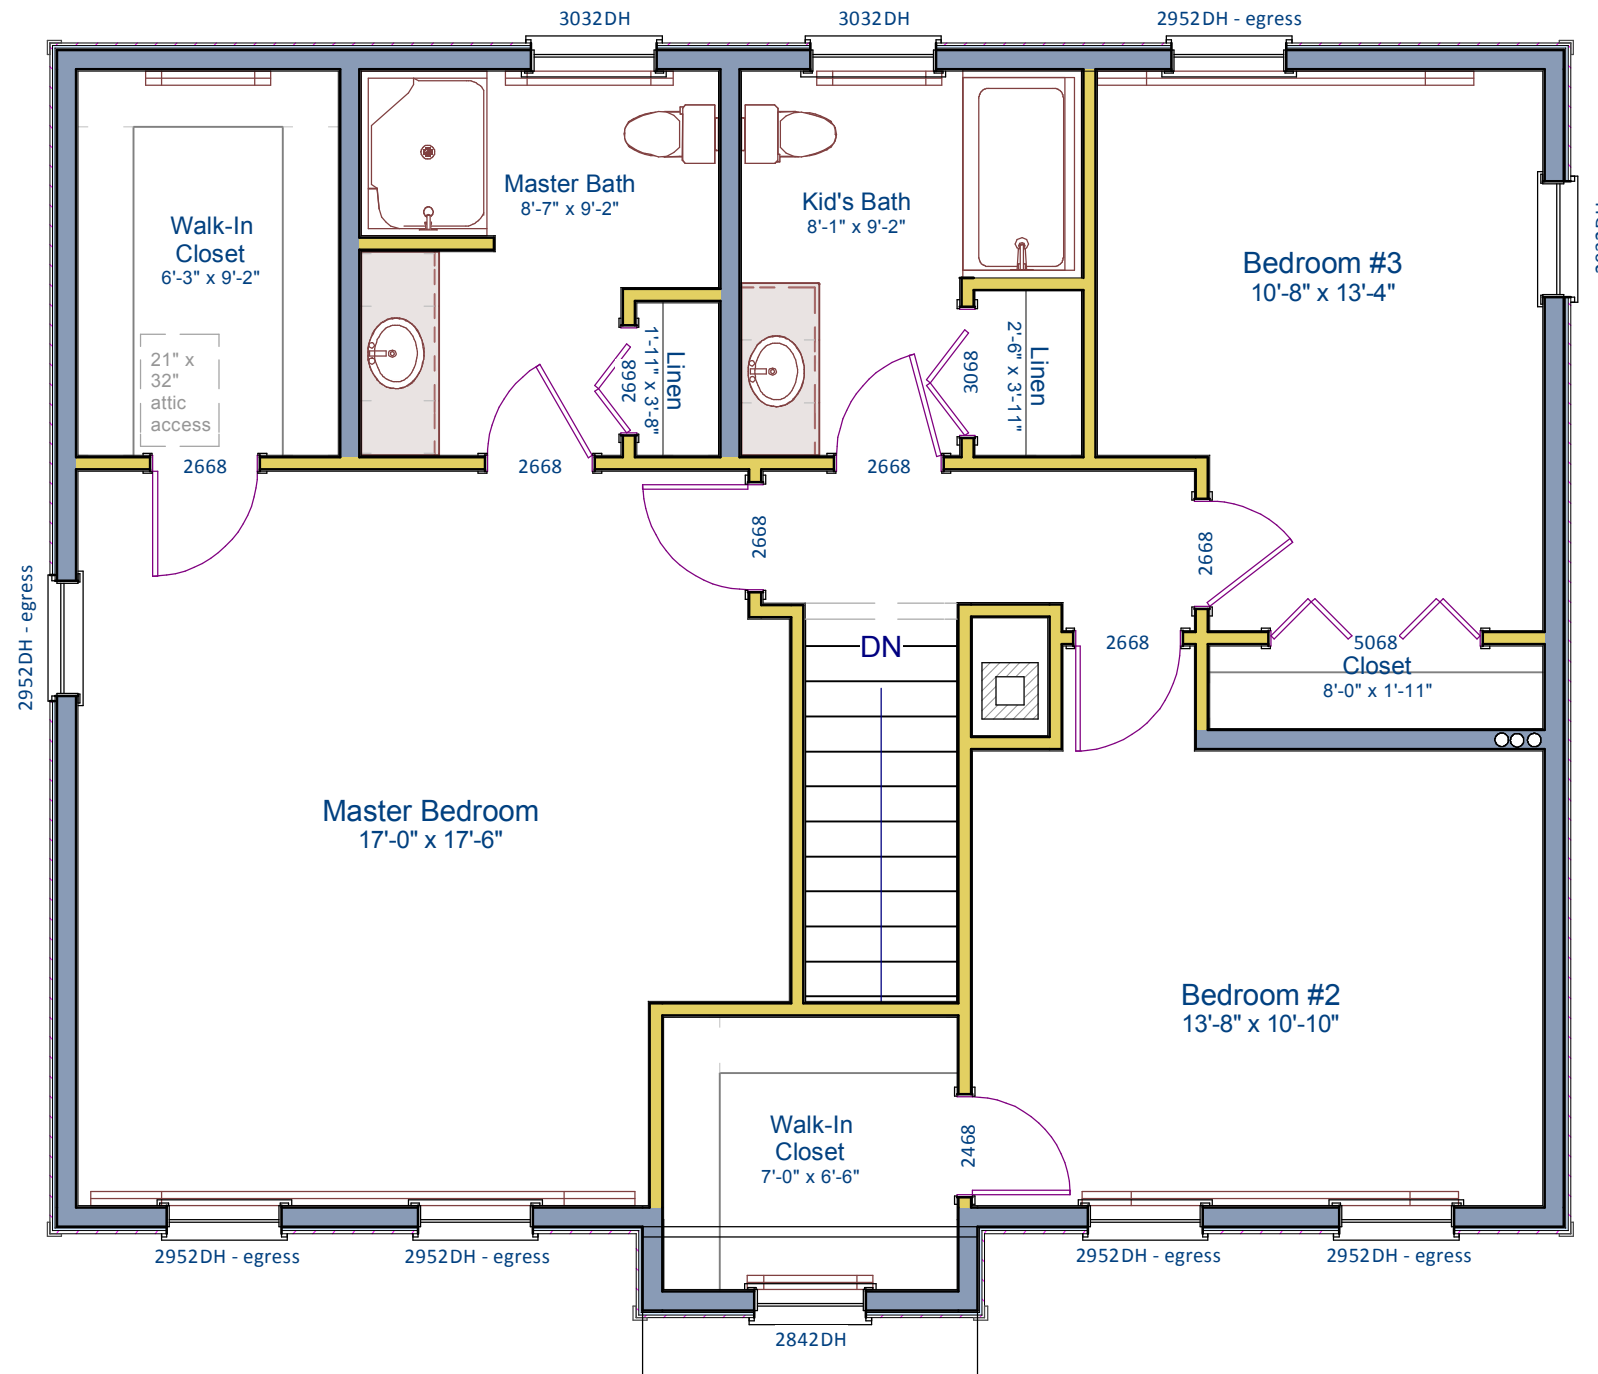 3032DH
3032DH
2952DH - egress
Walk-In
Closet
6'-3" x 9'-2"
Master Bath
8'-7" x 9'-2"
Kid's Bath
8'-1" x 9'-2"
Bedroom #3
10'-8" x 13'-4"
21" x
32"
attic
access
2668
1'-11" x 3'-8"
Linen
3068
2'-6" x 3'-11"
Linen
2668
2668
2668
2668
2668
2952DH - egress
DN
2668
5068
Closet
8'-0" x 1'-11"
Master Bedroom
17'-0" x 17'-6"
Bedroom #2
13'-8" x 10'-10"
Walk-In
Closet
7'-0" x 6'-6"
2468
2952DH - egress
2952DH - egress
2952DH - egress
2952DH - egress
2842DH